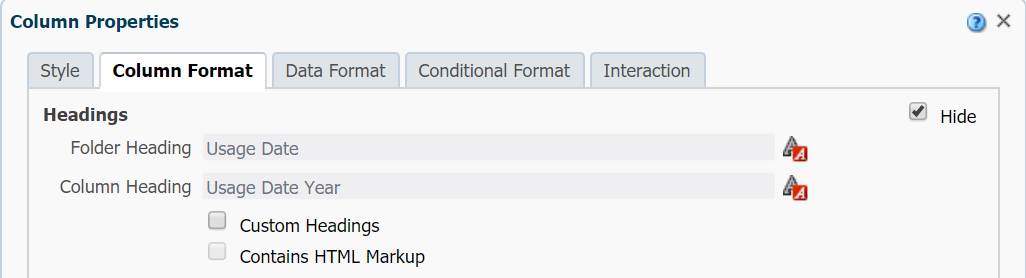 Column Properties
Style Column Format Data Format Conditional Format Interaction
Headings Hide
Folder Heading Usage Date
Column Heading Usage Date Year
Custom Headings
Contains HTML Markup